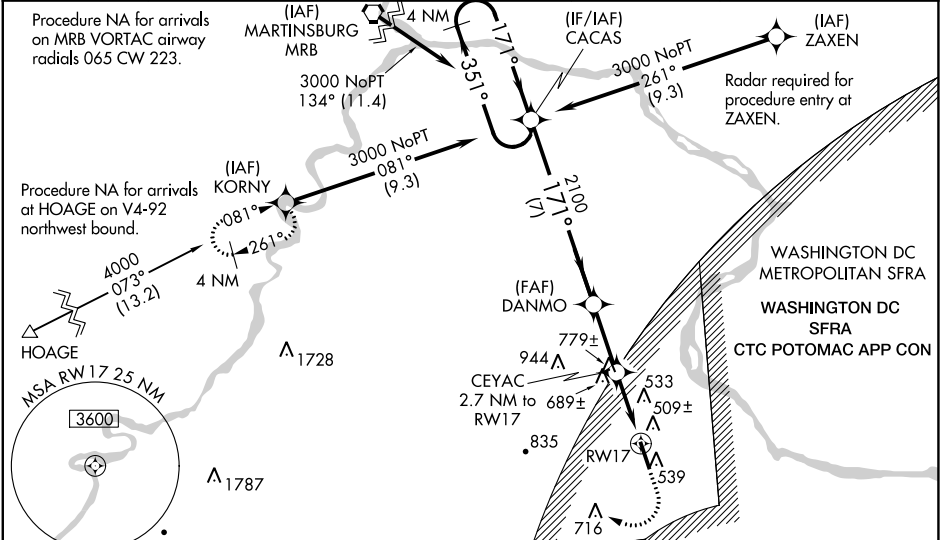 Procedure NA for arrivals
on MRB VORTAC airway
radials 065 CW 223.
(IAF)
MARTINSBURG
MRB
4 NM
171°
351°
(IF/IAF)
CACAS
(IAF)
ZAXEN
3000 NoPT
134° (11.4)
3000 NoPT
261°
(9.3)
Radar required for
procedure entry at
ZAXEN.
3000 NoPT
081°
(9.3)
(IAF)
KORNY
081°
261°
4 NM
Procedure NA for arrivals
at HOAGE on V4-92
northwest bound.
4000
073°
(13.2)
HOAGE
2100
171°
(7)
(FAF)
DANMO
WASHINGTON DC
METROPOLITAN SFRA
WASHINGTON DC
SFRA
CTC POTOMAC APP CON
1728
944
779±
CEYAC
2.7 NM to
RW17
689±
533
509±
835
RW17
539
716
MSA RW17 25 NM
3600
1787